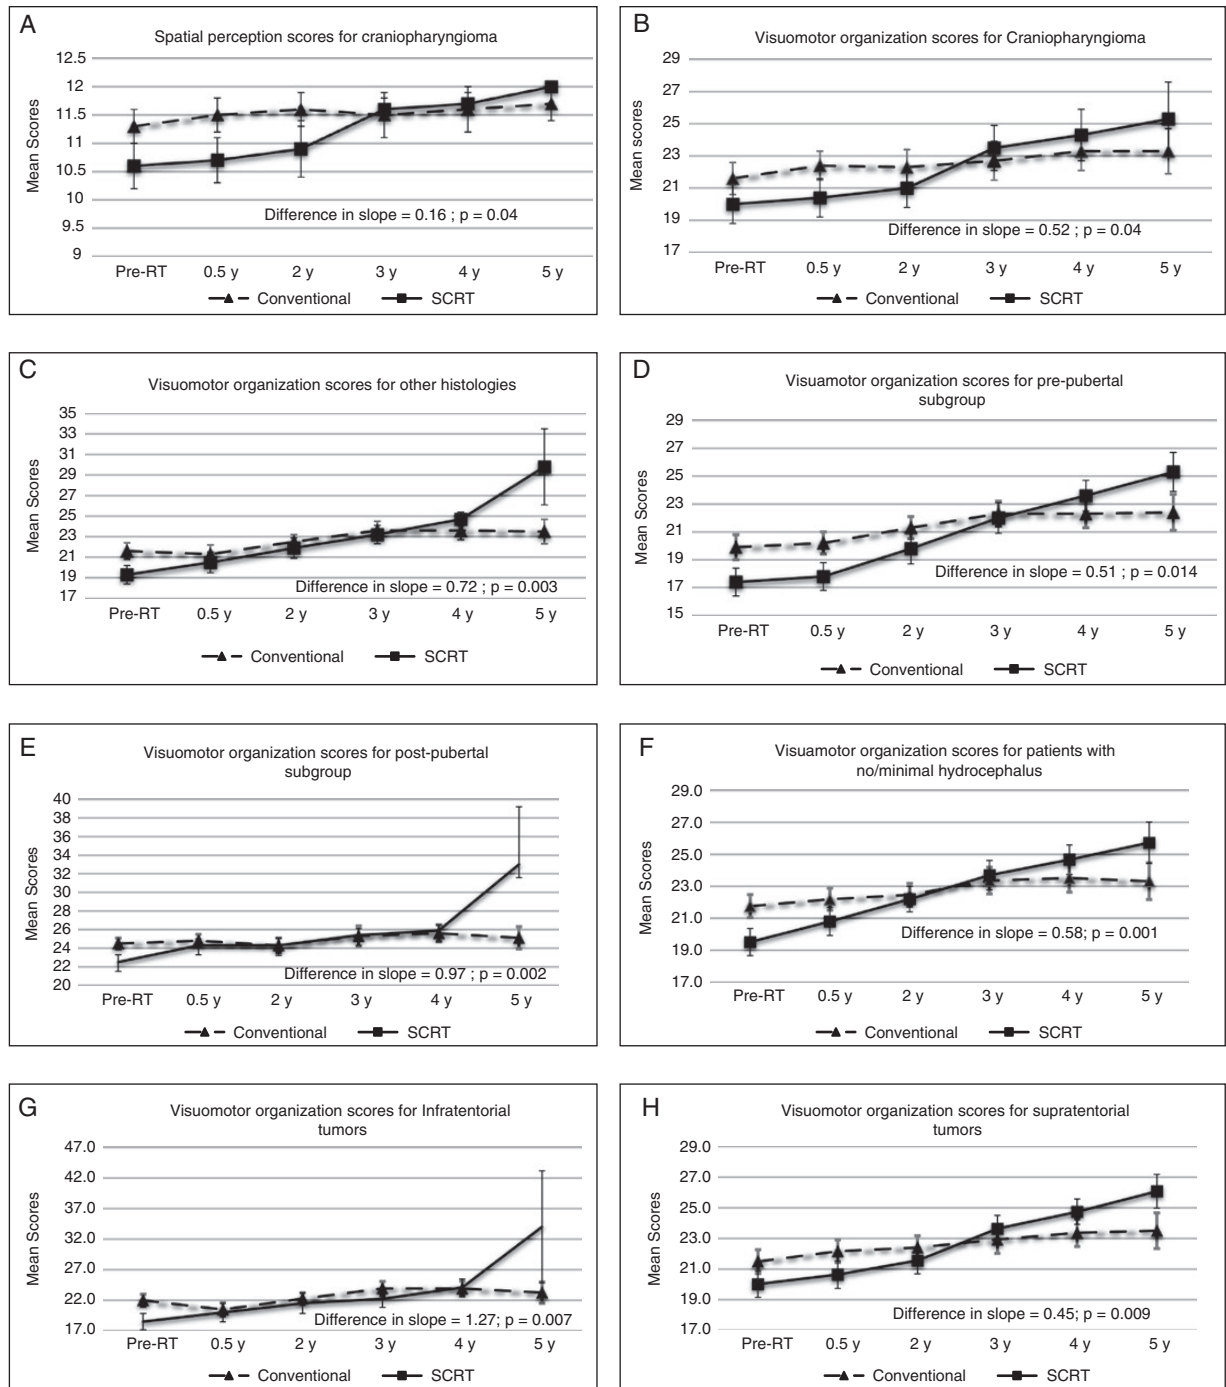 A
Spatial perception scores for craniopharyngioma
Mean Scores
12.5
12
11.5
11
10.5
10
9.5
9
Difference in slope = 0.16 ; p = 0.04
Pre-RT 0.5 y 2 y 3 y 4 y 5 y
Conventional SCRT
B
Visuomotor organization scores for Craniopharyngioma
Mean scores
29
27
25
23
21
19
17
Difference in slope = 0.52 ; p = 0.04
Pre-RT 0.5 y 2 y 3 y 4 y 5 y
Conventional SCRT
C
Visuomotor organization scores for other histologies
Mean Scores
35
33
31
29
27
25
23
21
19
17
Difference in slope = 0.72 ; p = 0.003
Pre-RT 0.5 y 2 y 3 y 4 y 5 y
Conventional SCRT
D
Visuamotor organization scores for pre-pubertal
subgroup
Mean Scores
29
27
25
23
21
19
17
15
Difference in slope = 0.51 ; p = 0.014
Pre-RT 0.5 y 2 y 3 y 4 y 5 y
Conventional SCRT
E
Visuomotor organization scores for post-pubertal
subgroup
Mean Scores
40
38
36
34
32
30
28
26
24
22
20
Difference in slope = 0.97 ; p = 0.002
Pre-RT 0.5 y 2 y 3 y 4 y 5 y
Conventional SCRT
F
Visuamotor organization scores for patients with
no/minimal hydrocephalus
Mean Scores
29.0
27.0
25.0
23.0
21.0
19.0
17.0
Difference in slope = 0.58; p = 0.001
Pre-RT 0.5 y 2 y 3 y 4 y 5 y
Conventional SCRT
G
Visuomotor organization scores for Infratentorial
tumors
Mean Scores
47.0
42.0
37.0
32.0
27.0
22.0
17.0
Difference in slope = 1.27; p = 0.007
Pre-RT 0.5 y 2 y 3 y 4 y 5 y
Conventional SCRT
H
Visuomotor organization scores for supratentorial
tumors
Mean Scores
29.0
27.0
25.0
23.0
21.0
19.0
17.0
Difference in slope = 0.45; p = 0.009
Pre-RT 0.5 y 2 y 3 y 4 y 5 y
Conventional SCRT